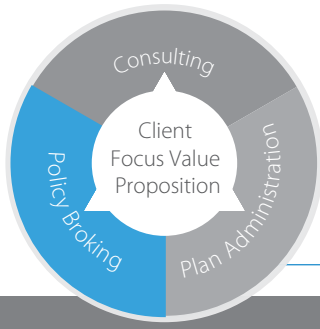 Consulting
Client
Focus Value
Proposition
Policy Broking
Plan Administration